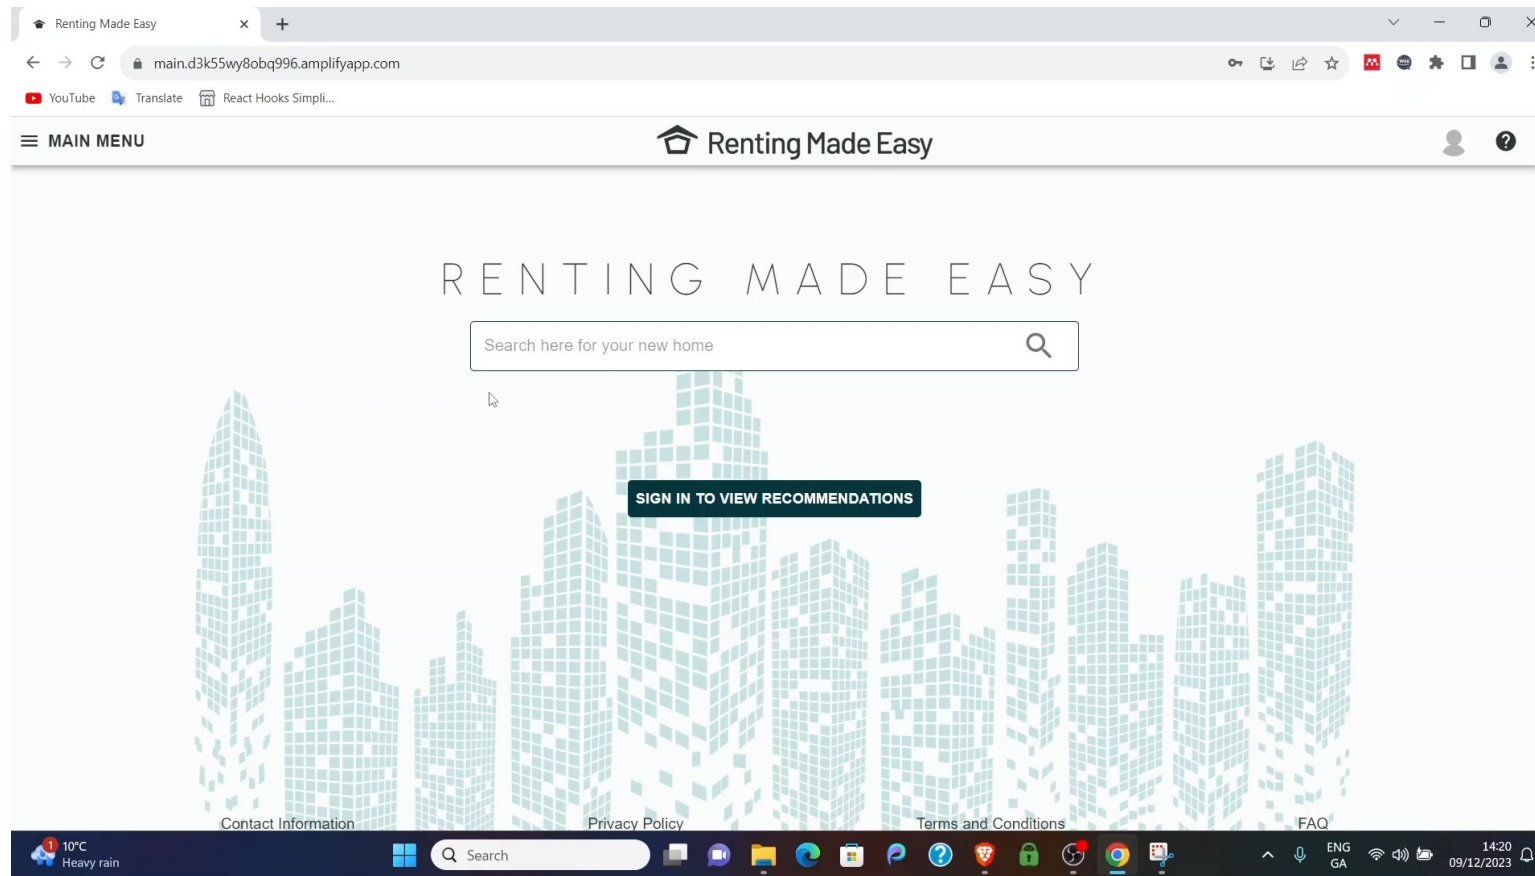 Renting Made Easy
main.d3k55wy8obq996.amplifyapp.com
YouTube Translate React Hooks Simpli...
MAIN MENU Renting Made Easy
RENTING MADE EASY
Search here for your new home
SIGN IN TO VIEW RECOMMENDATIONS
Contact Information Privacy Policy Terms and Conditions FAQ
1 10°C Search ENG 14:20
Heavy rain GA 09/12/2023